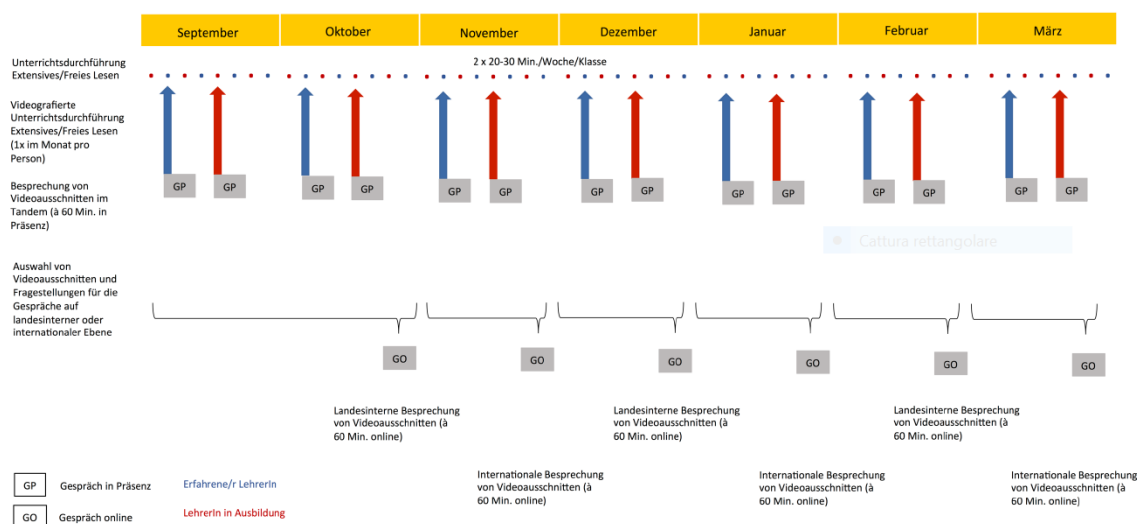 September
Oktober
November
Dezember
Januar
Februar
März
Unterrichtsdurchführung
Extensives/Freies Lesen
2 x 20-30 Min./Woche/Klasse
Videografierte
Unterrichtsdurchführung
Extensives/Freies Lesen
(1x im Monat pro
Person)
Besprechung von
Videoausschnitten im
Tandem (à 60 Min. in
Präsenz)
GP
GP
GP
GP
GP
GP
GP
GP
GP
GP
GP
GP
GP
GP
Cattura rettangolare
Auswahl von
Videoausschnitten und
Fragestellungen für die
Gespräche auf
landesinterner oder
internationaler Ebene
GO
GO
GO
GO
GO
GO
Landesinterne Besprechung
von Videoausschnitten (à
60 Min. online)
Landesinterne Besprechung
von Videoausschnitten (à
60 Min. online)
Landesinterne Besprechung
von Videoausschnitten (à
60 Min. online)
Internationale Besprechung
von Videoausschnitten (à
60 Min. online)
Internationale Besprechung
von Videoausschnitten (à
60 Min. online)
Internationale Besprechung
von Videoausschnitten (à
60 Min. online)
GP
Gespräch in Präsenz
Erfahrene/r LehrerIn
GO
Gespräch online
LehrerIn in Ausbildung